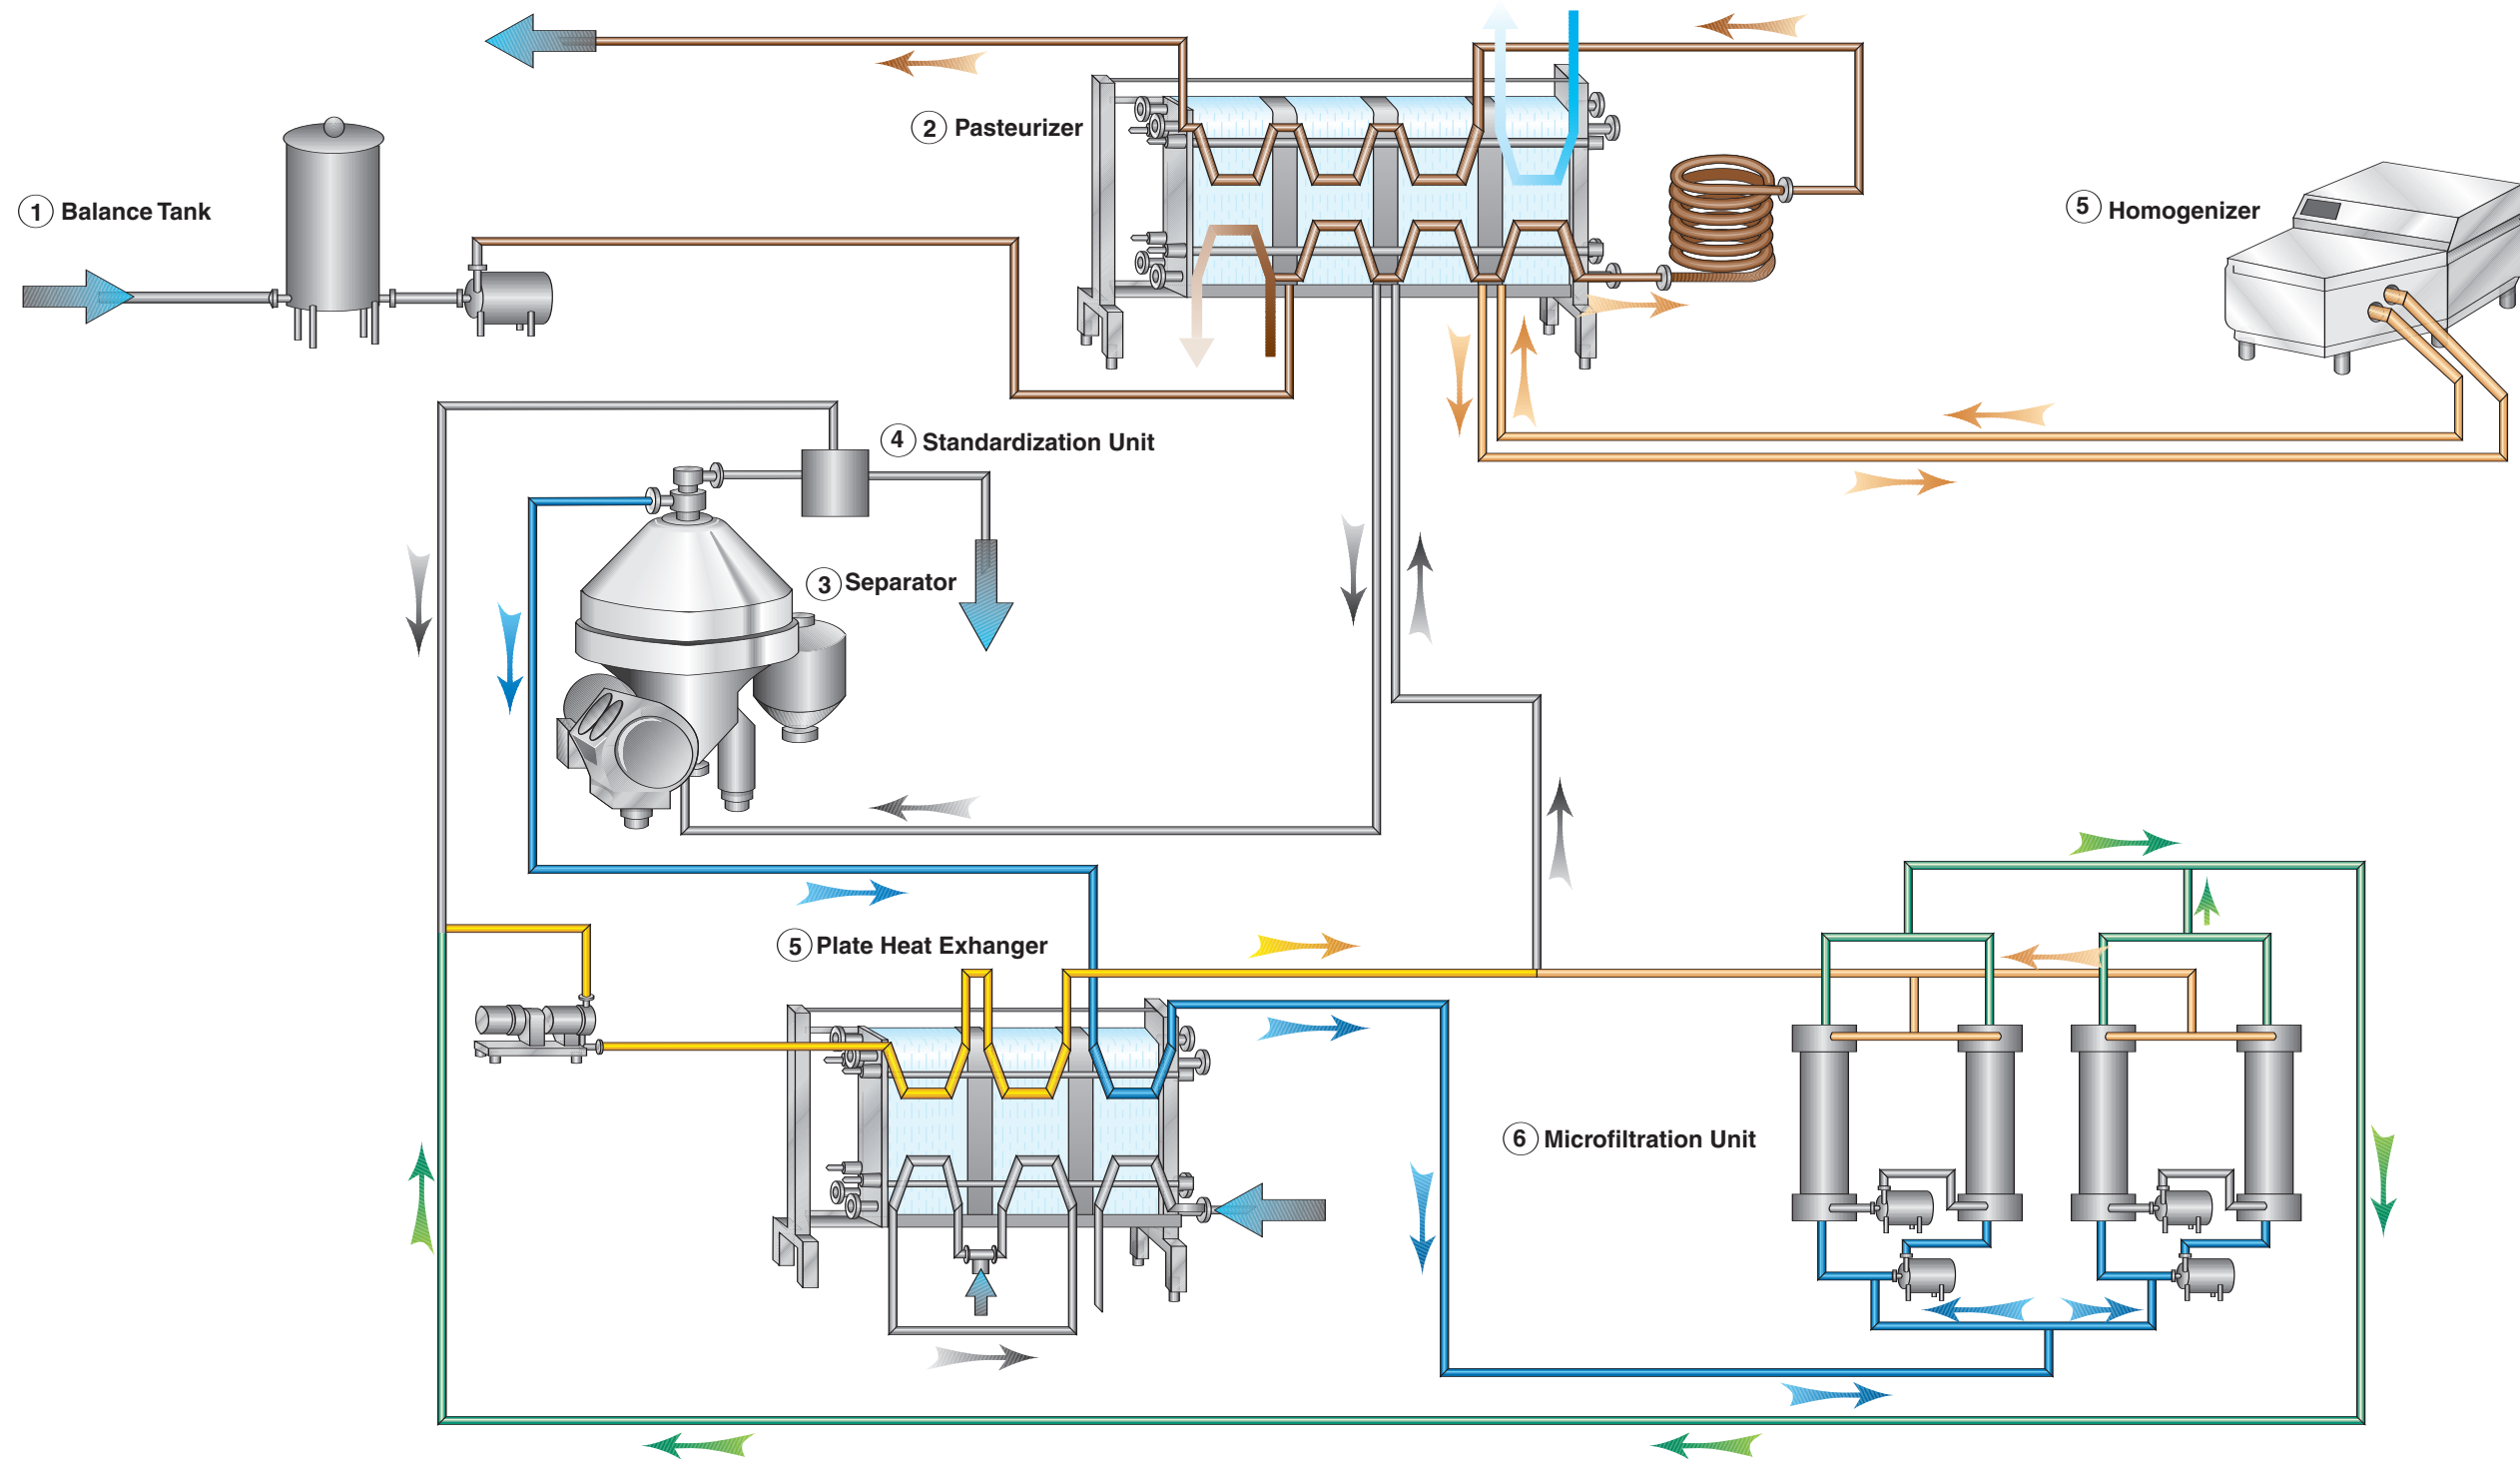 2 Pasteurizer
1 Balance Tank
5 Homogenizer
4 Standardization Unit
3 Separator
5 Plate Heat Exhanger
6 Microfiltration Unit